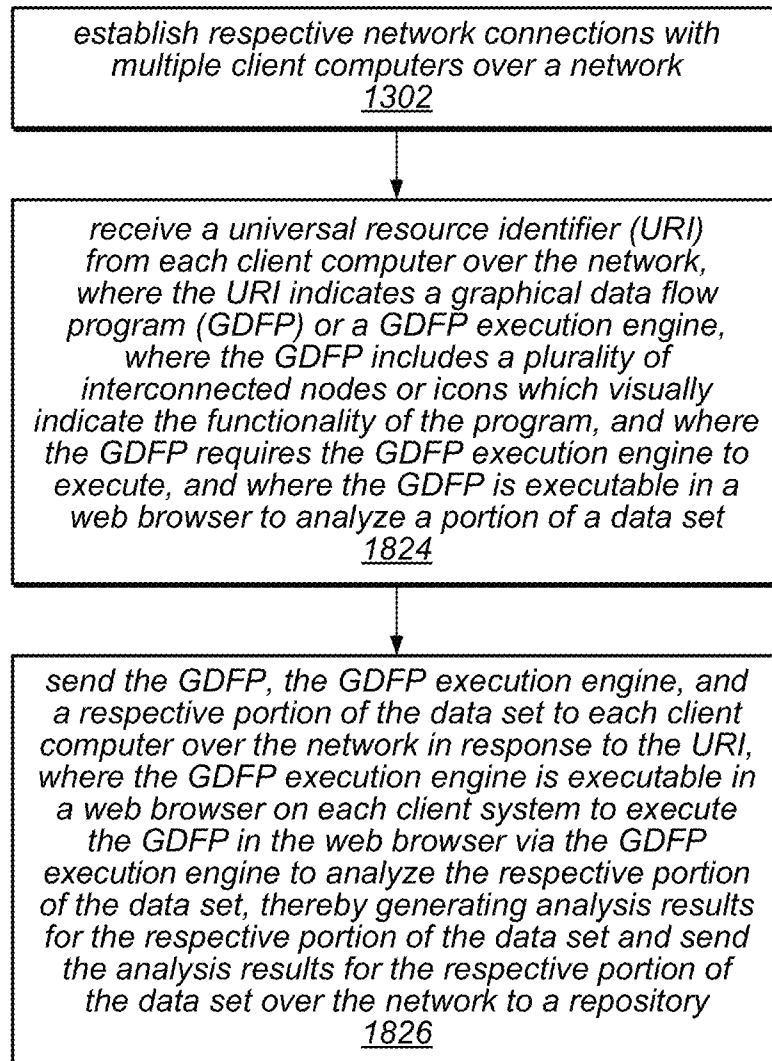 establish respective network connections with
multiple client computers over a network
1302
receive a universal resource identifier (URI)
from each client computer over the network,
where the URI indicates a graphical data flow
program (GDFP) or a GDFP execution engine,
where the GDFP includes a plurality of
interconnected nodes or icons which visually
indicate the functionality of the program, and where
the GDFP requires the GDFP execution engine to
execute, and where the GDFP is executable in a
web browser to analyze a portion of a data set
1824
send the GDFP, the GDFP execution engine, and
a respective portion of the data set to each client
computer over the network in response to the URI,
where the GDFP execution engine is executable in
a web browser on each client system to execute
the GDFP in the web browser via the GDFP
execution engine to analyze the respective portion
of the data set, thereby generating analysis results
for the respective portion of the data set and send
the analysis results for the respective portion of
the data set over the network to a repository
1826